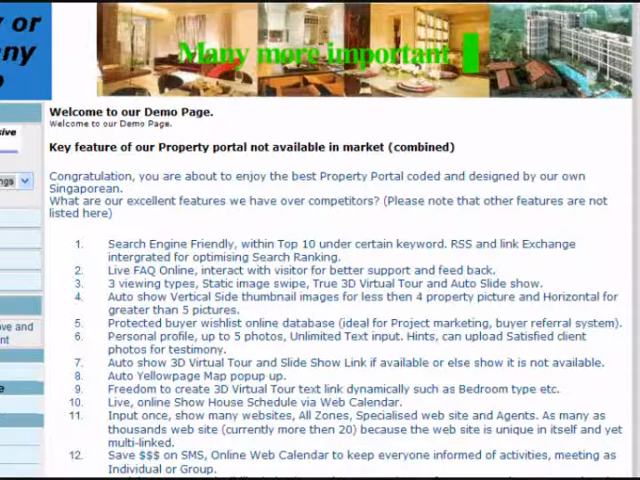 y or
any
o
Many more important
sive
ngs
ove and
nt
e
Welcome to our Demo Page.
Welcome to our Demo Page.
Key feature of our Property portal not available in market (combined)
Congratulation, you are about to enjoy the best Property Portal coded and designed by our own
Singaporean.
What are our excellent features we have over competitors? (Please note that other features are not
listed here)
1. Search Engine Friendly, within Top 10 under certain keyword. RSS and link Exchange
intergrated for optimising Search Ranking.
2. Live FAQ Online, interact with visitor for better support and feed back.
3. 3 viewing types, Static image swipe, True 3D Virtual Tour and Auto Slide show.
4. Auto show Vertical Side thumbnail images for less then 4 property picture and Horizontal for
greater than 5 pictures.
5. Protected buyer wishlist online database (ideal for Project marketing, buyer referral system).
6. Personal profile, up to 5 photos, Unlimited Text input. Hints, can upload Satisfied client
photos for testimony.
7. Auto show 3D Virtual Tour and Slide Show Link if available or else show it is not available.
8. Auto Yellowpage Map popup up.
9. Freedom to create 3D Virtual Tour text link dynamically such as Bedroom type etc.
10. Live, online Show House Schedule via Web Calendar.
11. Input once, show many websites, All Zones, Specialised web site and Agents. As many as
thousands web site (currently more then 20) because the web site is unique in itself and yet
multi-linked.
12. Save $$$ on SMS, Online Web Calendar to keep everyone informed of activities, meeting as
Individual or Group.